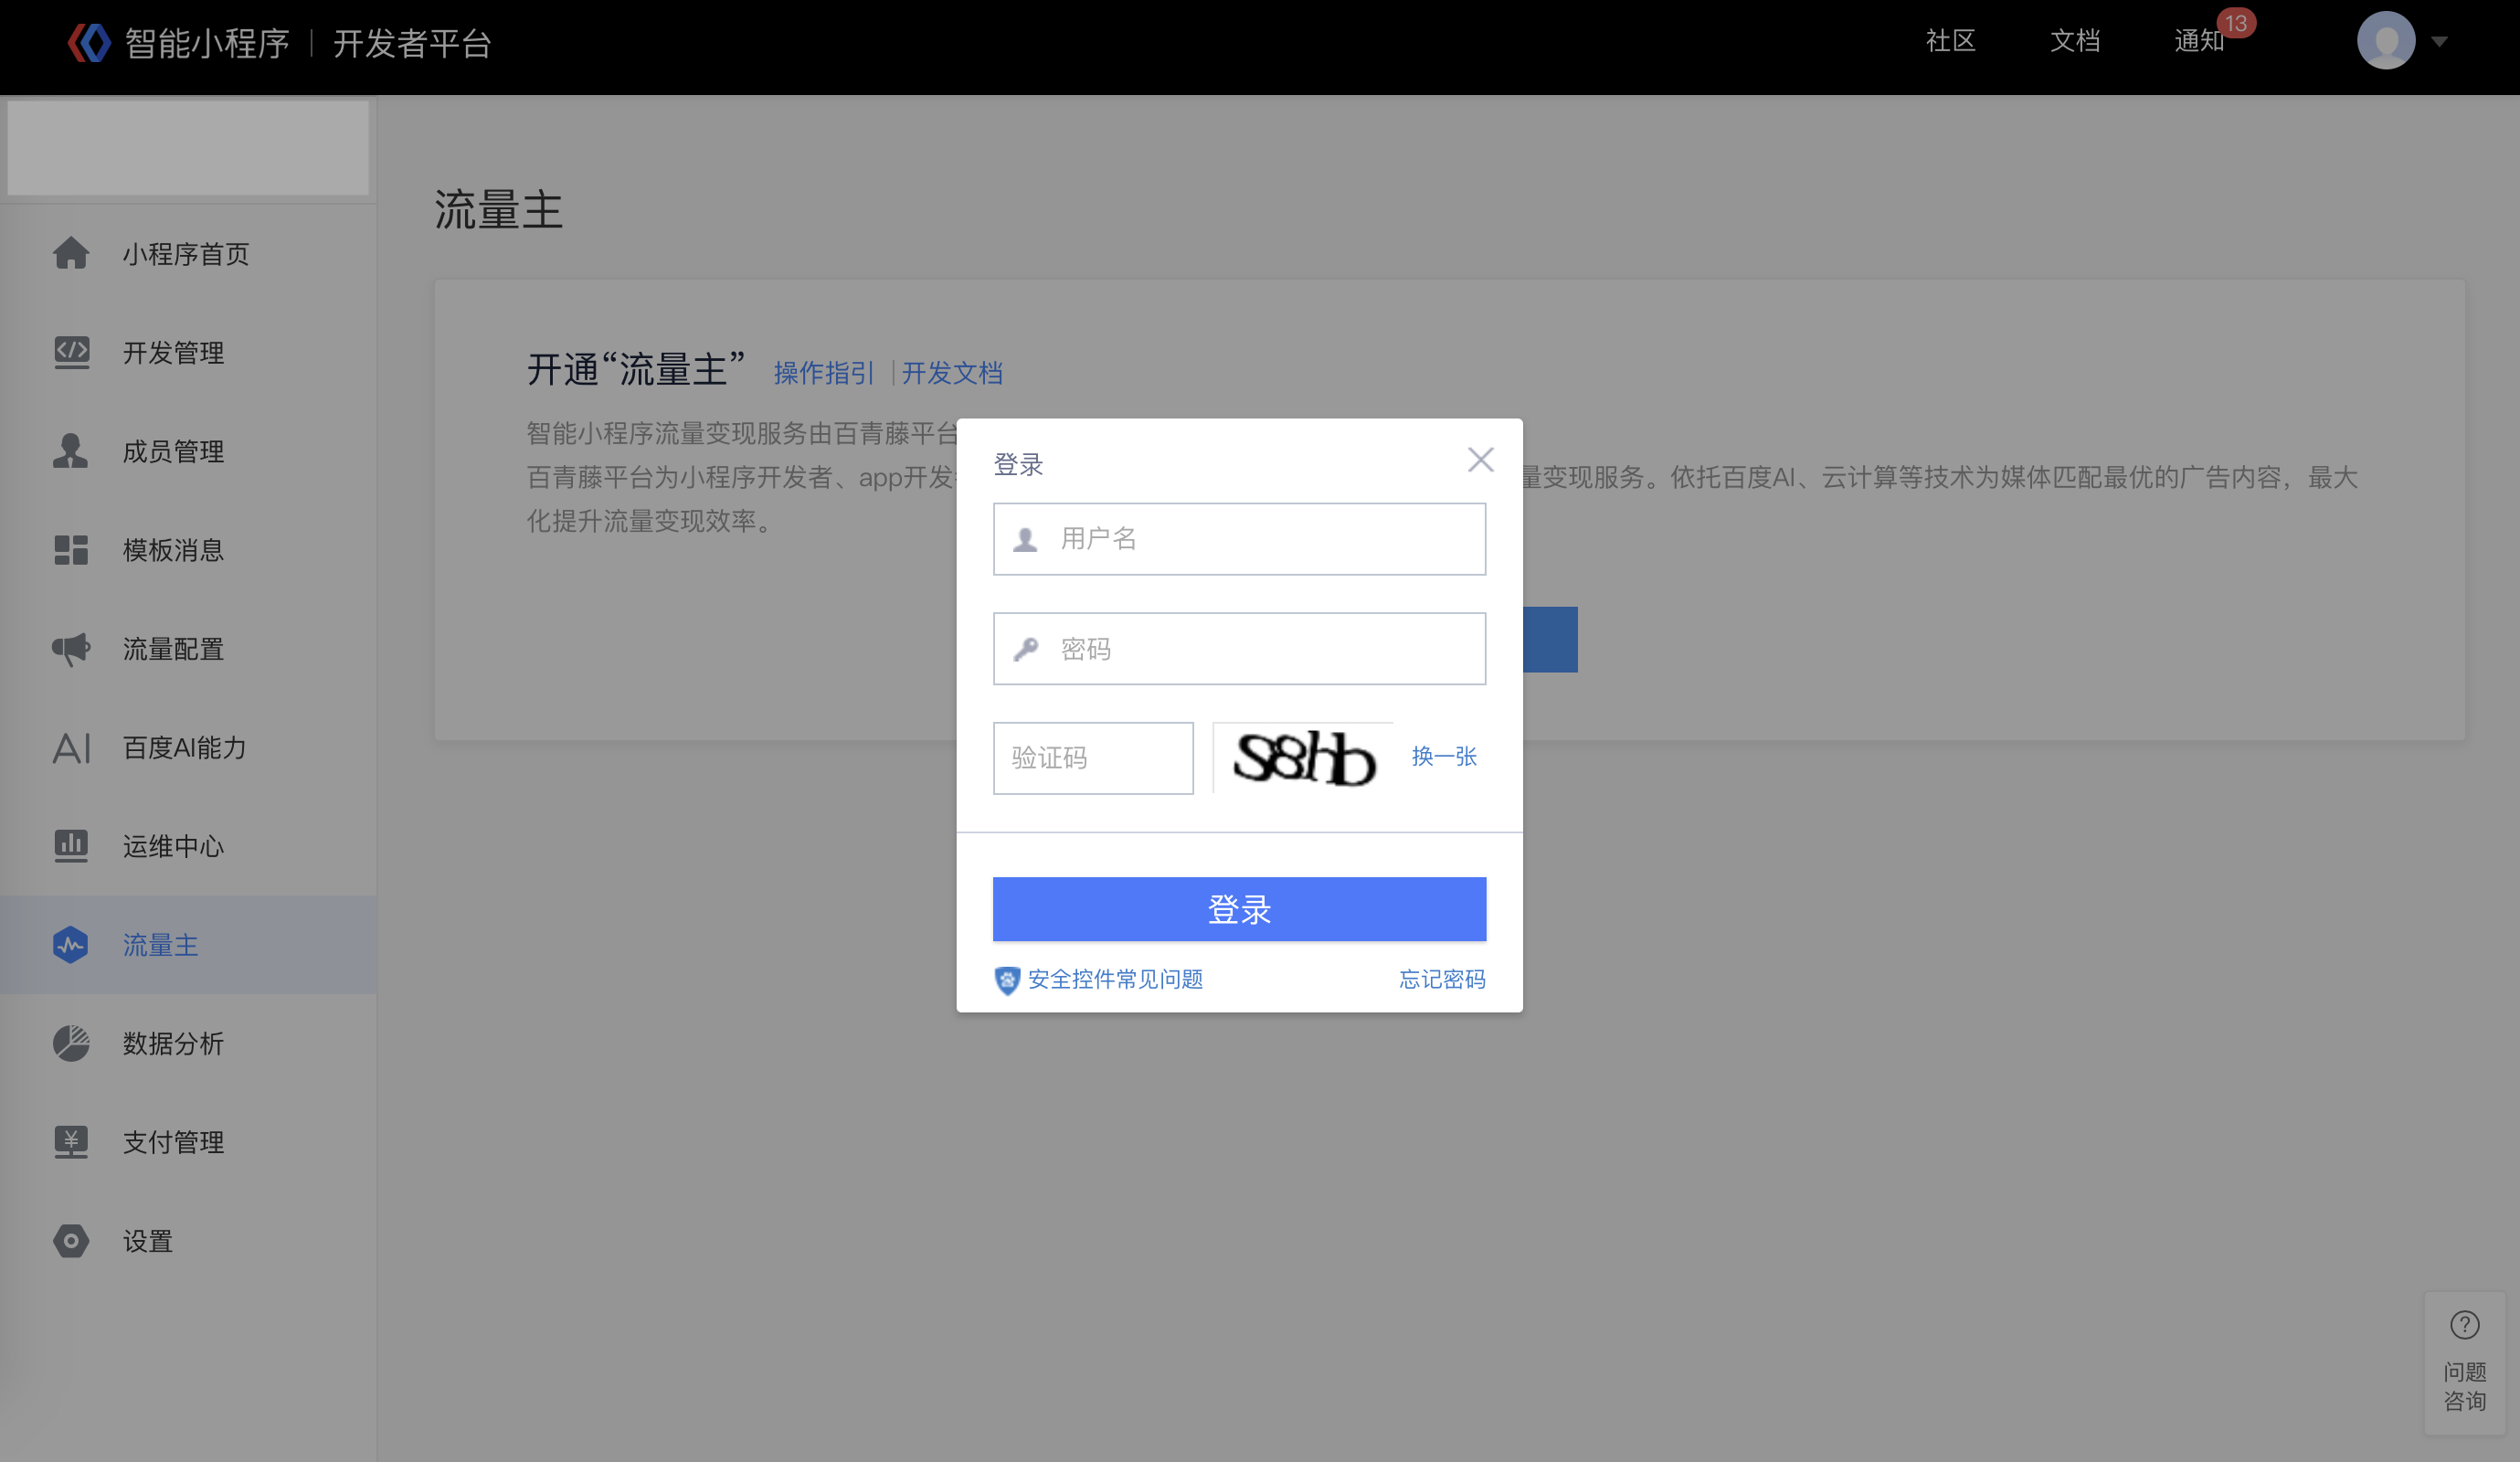 智能小程序 | 开发者平台
社区
文档
通知
13
小程序首页
开发管理
成员管理
模板消息
流量配置
AI 百度AI能力
运维中心
流量主
数据分析
支付管理
设置
流量主
开通“流量主” 操作指引 | 开发文档
智能小程序流量变现服务由百青藤平台
百青藤平台为小程序开发者、app开发 量变现服务。依托百度AI、云计算等技术为媒体匹配最优的广告内容，最大
化提升流量变现效率。
登录
用户名
密码
验证码
S8hb
换一张
登录
安全控件常见问题
忘记密码
问题
咨询